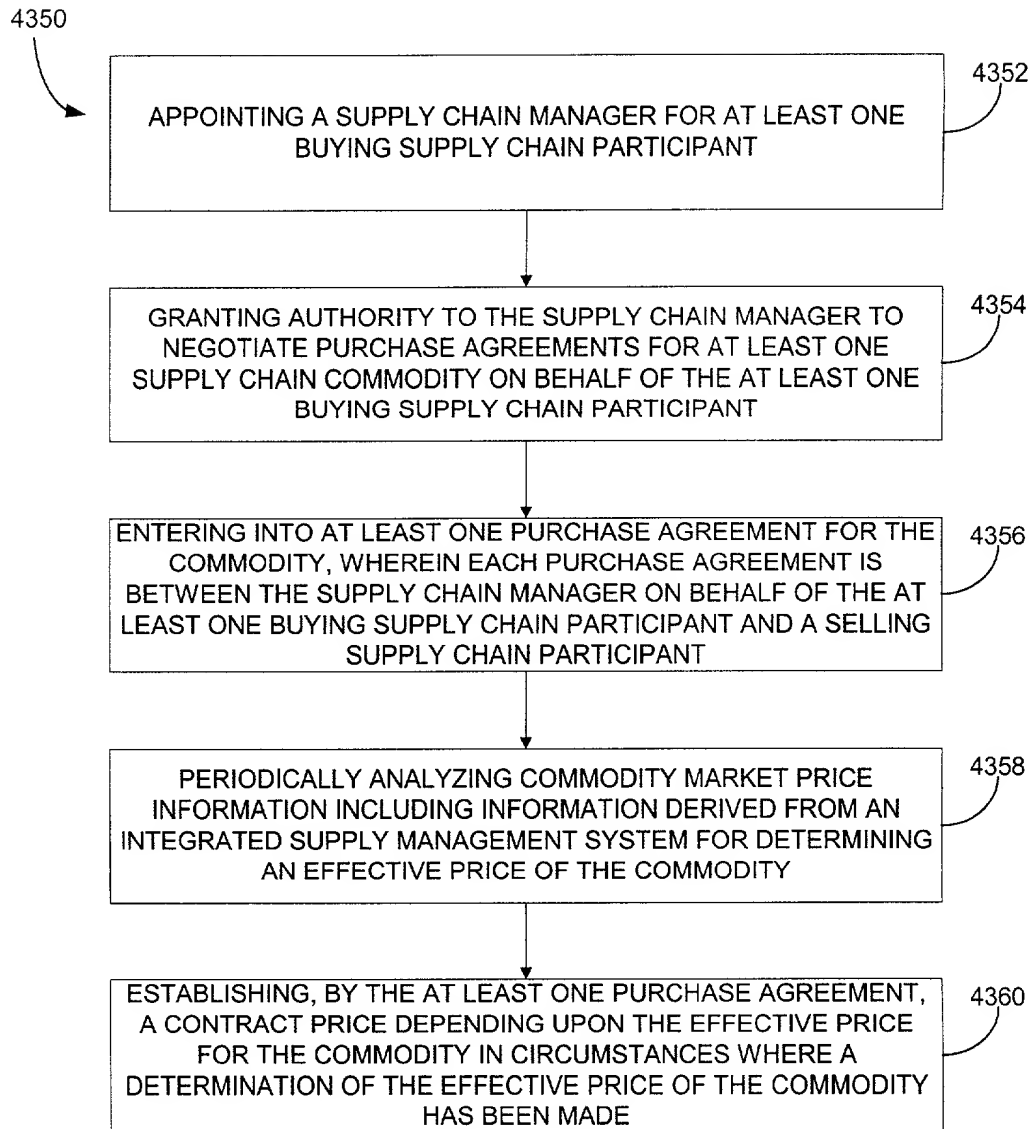 4350
4352
APPOINTING A SUPPLY CHAIN MANAGER FOR AT LEAST ONE
BUYING SUPPLY CHAIN PARTICIPANT
4354
GRANTING AUTHORITY TO THE SUPPLY CHAIN MANAGER TO
NEGOTIATE PURCHASE AGREEMENTS FOR AT LEAST ONE
SUPPLY CHAIN COMMODITY ON BEHALF OF THE AT LEAST ONE
BUYING SUPPLY CHAIN PARTICIPANT
4356
ENTERING INTO AT LEAST ONE PURCHASE AGREEMENT FOR THE
COMMODITY, WHEREIN EACH PURCHASE AGREEMENT IS
BETWEEN THE SUPPLY CHAIN MANAGER ON BEHALF OF THE AT
LEAST ONE BUYING SUPPLY CHAIN PARTICIPANT AND A SELLING
SUPPLY CHAIN PARTICIPANT
4358
PERIODICALLY ANALYZING COMMODITY MARKET PRICE
INFORMATION INCLUDING INFORMATION DERIVED FROM AN
INTEGRATED SUPPLY MANAGEMENT SYSTEM FOR DETERMINING
AN EFFECTIVE PRICE OF THE COMMODITY
4360
ESTABLISHING, BY THE AT LEAST ONE PURCHASE AGREEMENT,
A CONTRACT PRICE DEPENDING UPON THE EFFECTIVE PRICE
FOR THE COMMODITY IN CIRCUMSTANCES WHERE A
DETERMINATION OF THE EFFECTIVE PRICE OF THE COMMODITY
HAS BEEN MADE